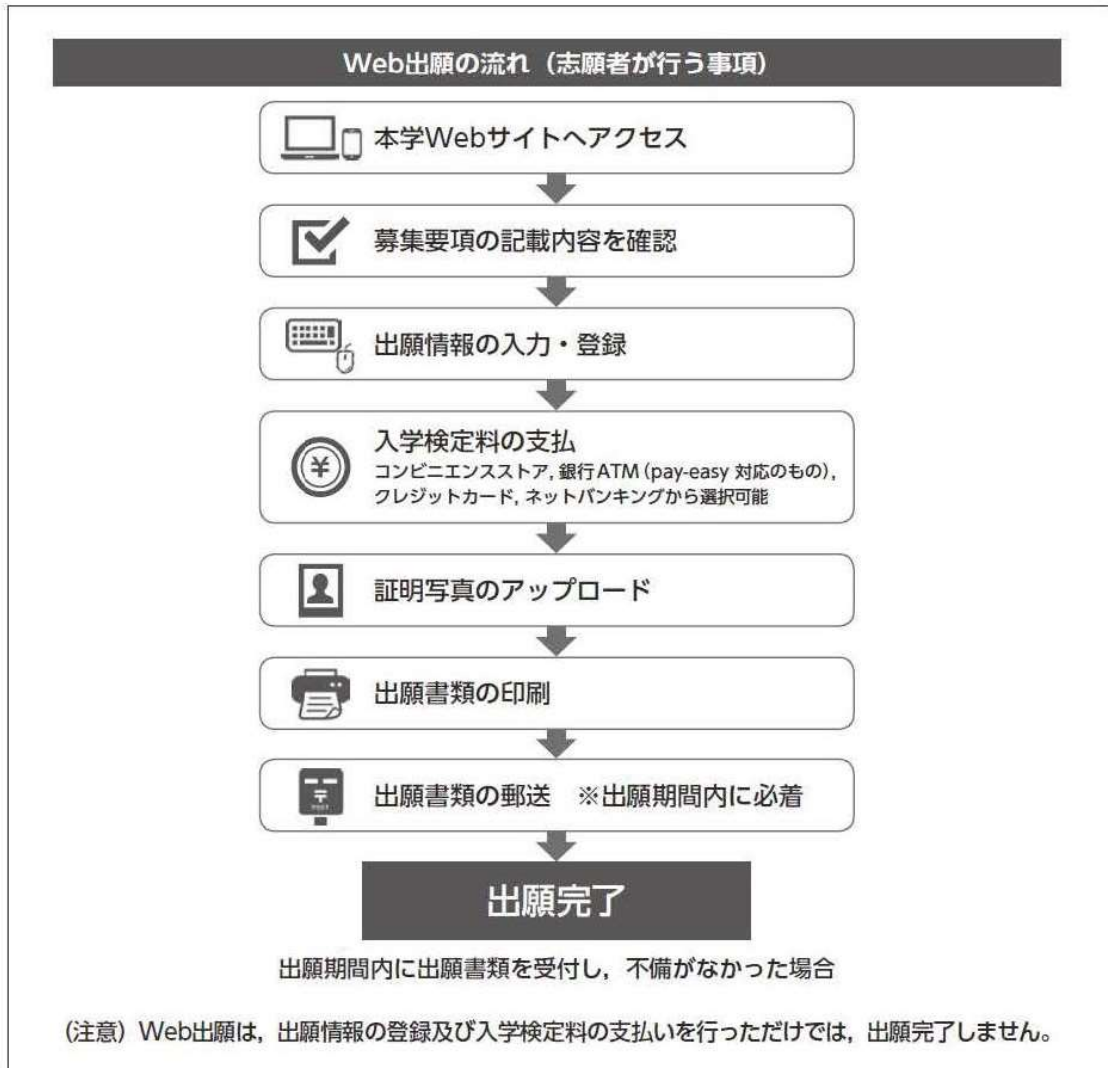 Web出願の流れ（志願者が行う事項）
本学Webサイトへアクセス
募集要項の記載内容を確認
出願情報の入力・登録
入学検定料の支払
コンビニエンスストア, 銀行ATM（pay-easy 対応のもの），
クレジットカード, ネットバンキングから選択可能
証明写真のアップロード
出願書類の印刷
出願書類の郵送　※出願期間内に必着
出願完了
出願期間内に出願書類を受付し，不備がなかった場合
（注意）Web出願は，出願情報の登録及び入学検定料の支払いを行っただけでは，出願完了しません。